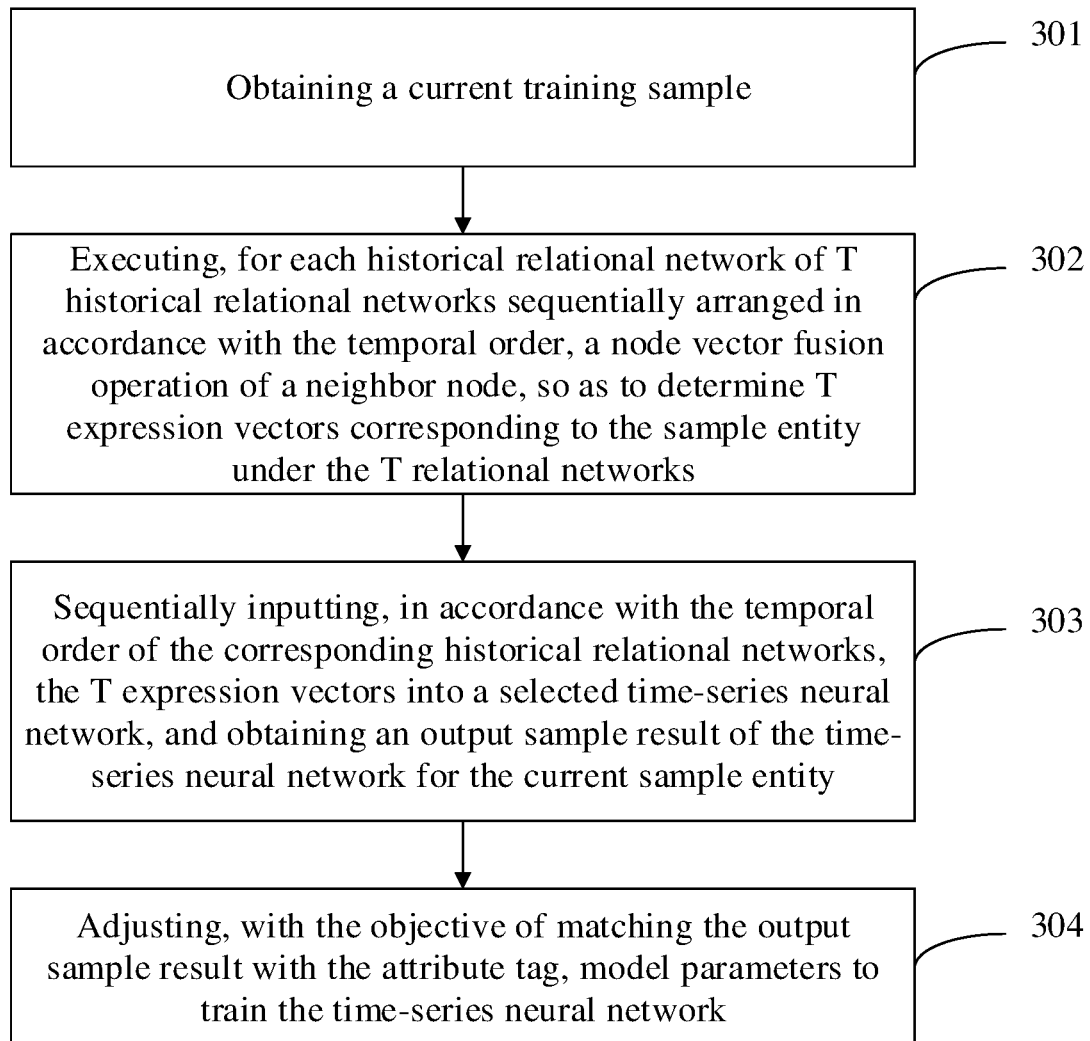 301
Obtaining a current training sample
302
Executing, for each historical relational network of T
historical relational networks sequentially arranged in
accordance with the temporal order, a node vector fusion
operation of a neighbor node, so as to determine T
expression vectors corresponding to the sample entity
under the T relational networks
303
Sequentially inputting, in accordance with the temporal
order of the corresponding historical relational networks,
the T expression vectors into a selected time-series neural
network, and obtaining an output sample result of the time-
series neural network for the current sample entity
304
Adjusting, with the objective of matching the output
sample result with the attribute tag, model parameters to
train the time-series neural network